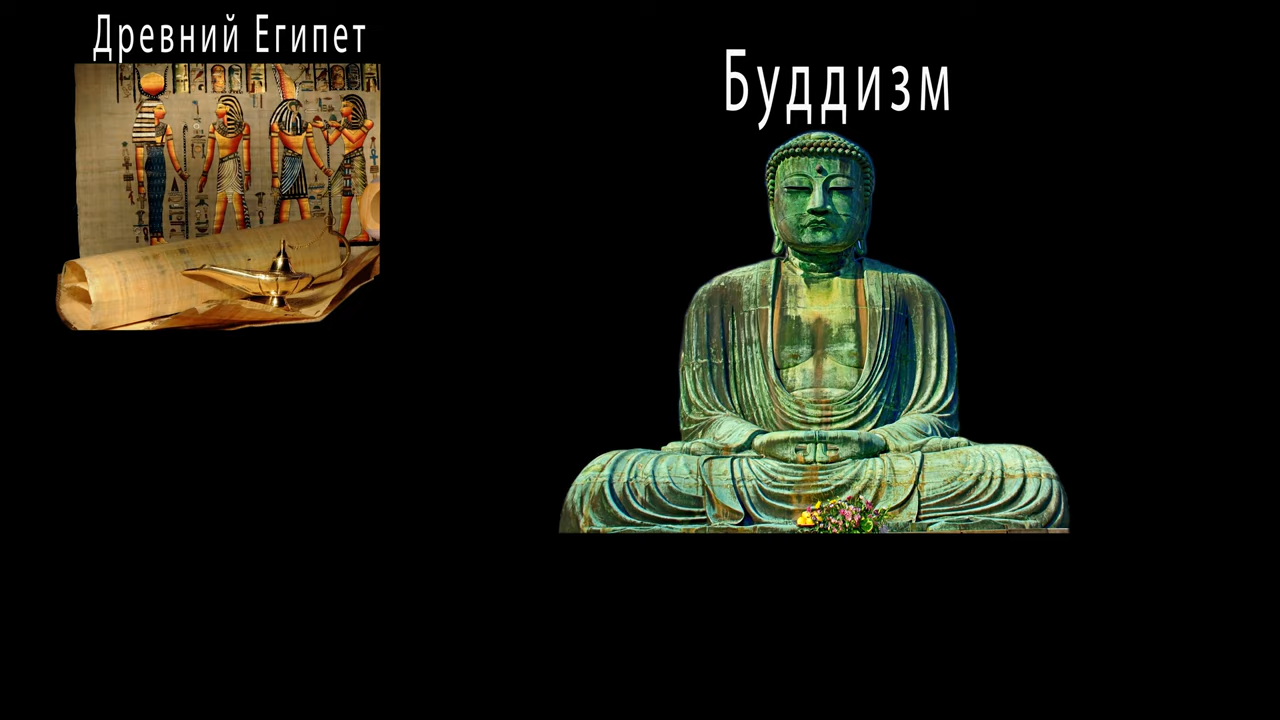 Древний Египет
Буддизм